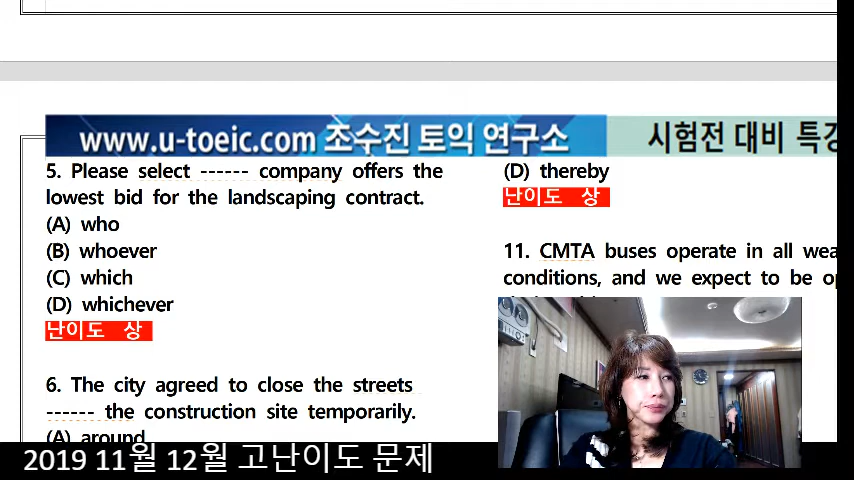 www.u-toeic.com 조수진 토익 연구소
시험전 대비 특강
5. Please select ------ company offers the
lowest bid for the landscaping contract.
(A) who
(B) whoever
(C) which
(D) whichever
난이도 상
6. The city agreed to close the streets
------ the construction site temporarily.
(A) around
(D) thereby
난이도 상
11. CMTA buses operate in all wea
conditions, and we expect to be op
2019 11월 12월 고난이도 문제